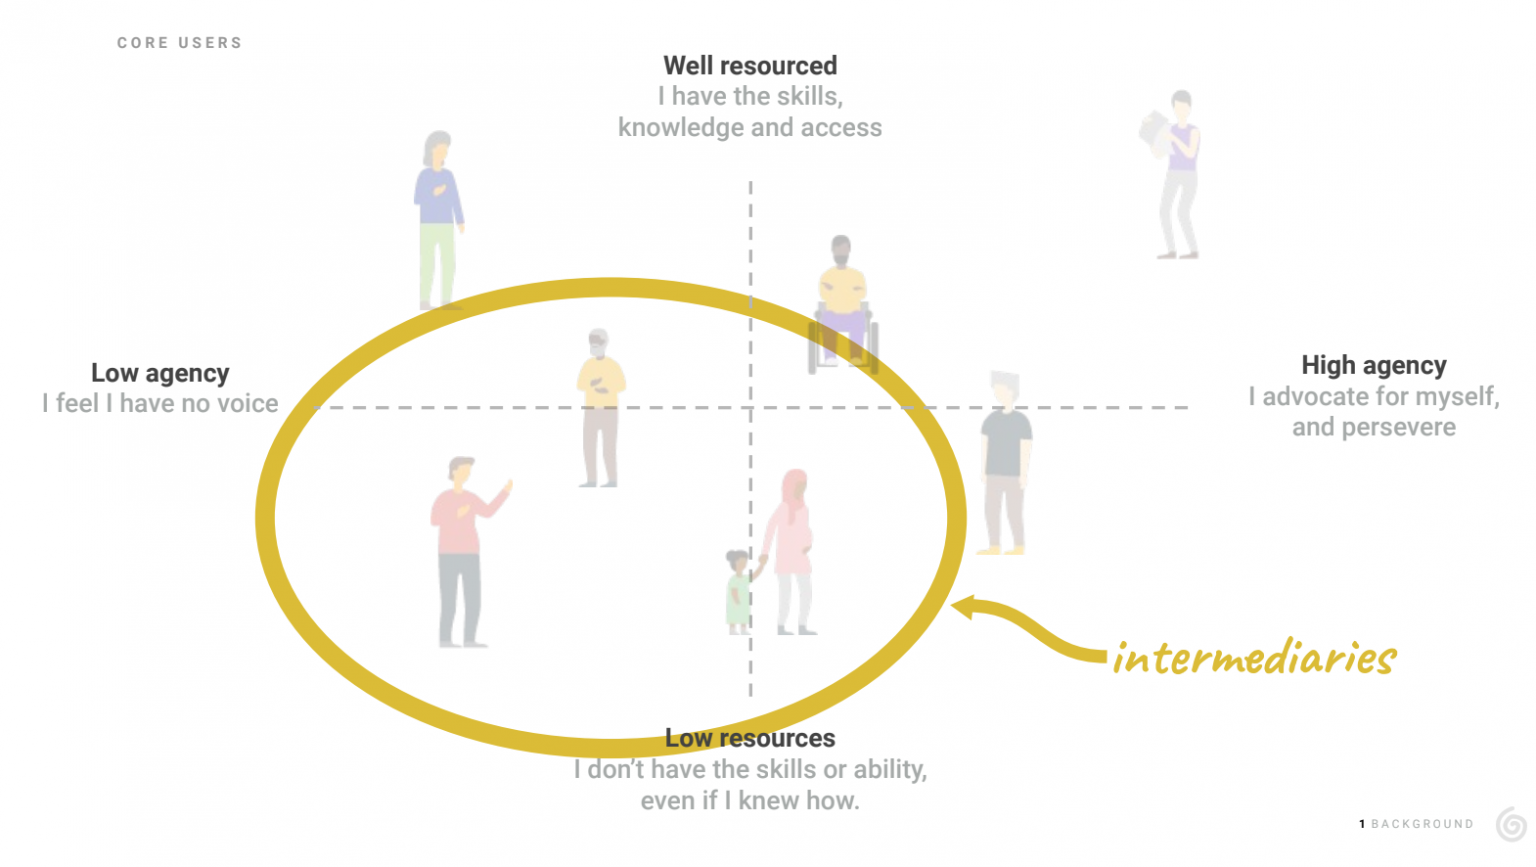 CORE USERS
Well resourced
I have the skills,
knowledge and access
Low agency
I feel I have no voice
High agency
I advocate for myself,
and persevere
intermediaries
Low resources
I don’t have the skills or ability,
even if I knew how.
1 BACKGROUND